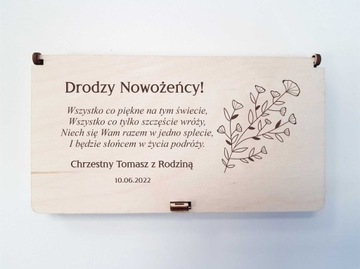 Drodzy Nowożeńcy!
Wszystko co piękne na tym świecie,
Wszystko co tylko szczęście wróży,
Niech się Wam razem w jedno splecie,
I będzie słońcem w życia podróży.
Chrzestny Tomasz z Rodziną
10.06.2022